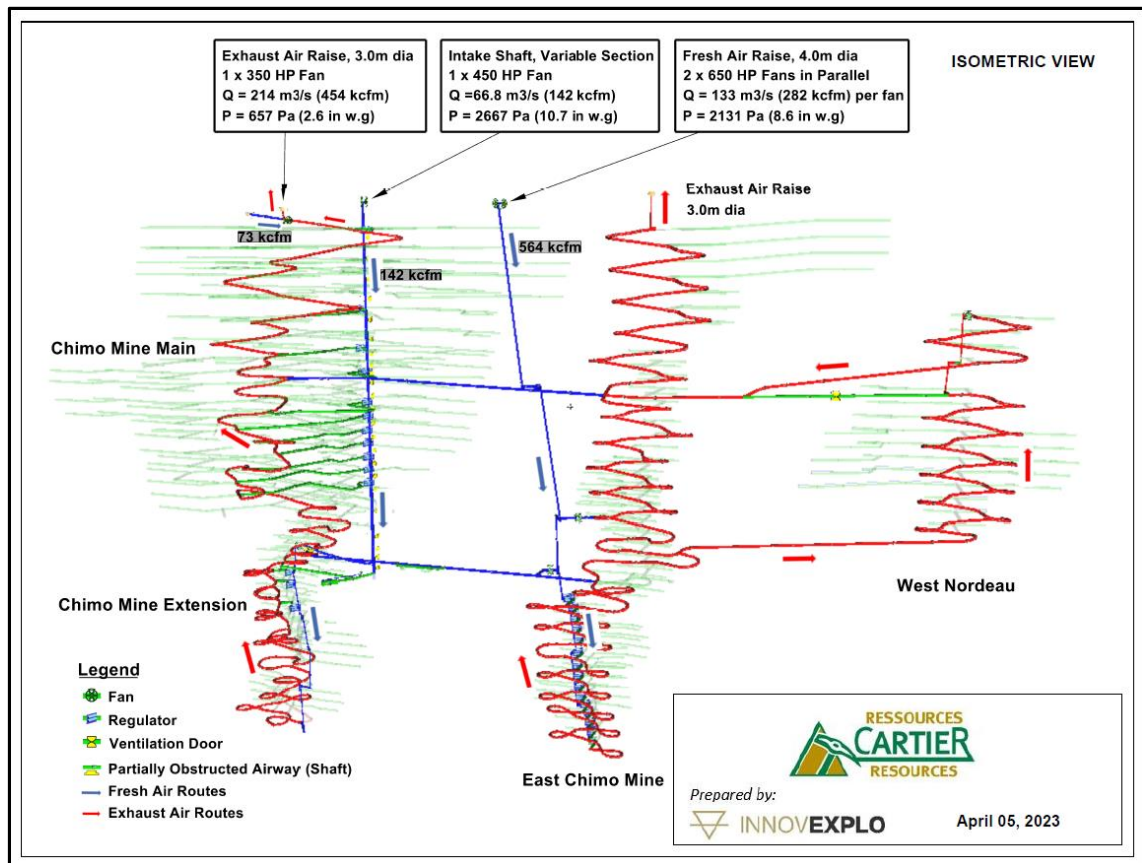 Exhaust Air Raise, 3.0m dia
1 x 350 HP Fan
Q = 214 m3/s (454 kcfm)
P = 657 Pa (2.6 in w.g)
Intake Shaft, Variable Section
1 x 450 HP Fan
Q =66.8 m3/s (142 kcfm)
P = 2667 Pa (10.7 in w.g)
Fresh Air Raise, 4.0m dia
2 x 650 HP Fans in Parallel
Q = 133 m3/s (282 kcfm) per fan
P = 2131 Pa (8.6 in w.g)
ISOMETRIC VIEW
Exhaust Air Raise
3.0m dia
73 kcfm
142 kcfm
564 kcfm
Chimo Mine Main
Chimo Mine Extension
West Nordeau
East Chimo Mine
Legend
Fan
Regulator
Ventilation Door
Partially Obstructed Airway (Shaft)
Fresh Air Routes
Exhaust Air Routes
RESSOURCES
CARTIER
RESOURCES
Prepared by:
INNOVEXPLO
April 05, 2023